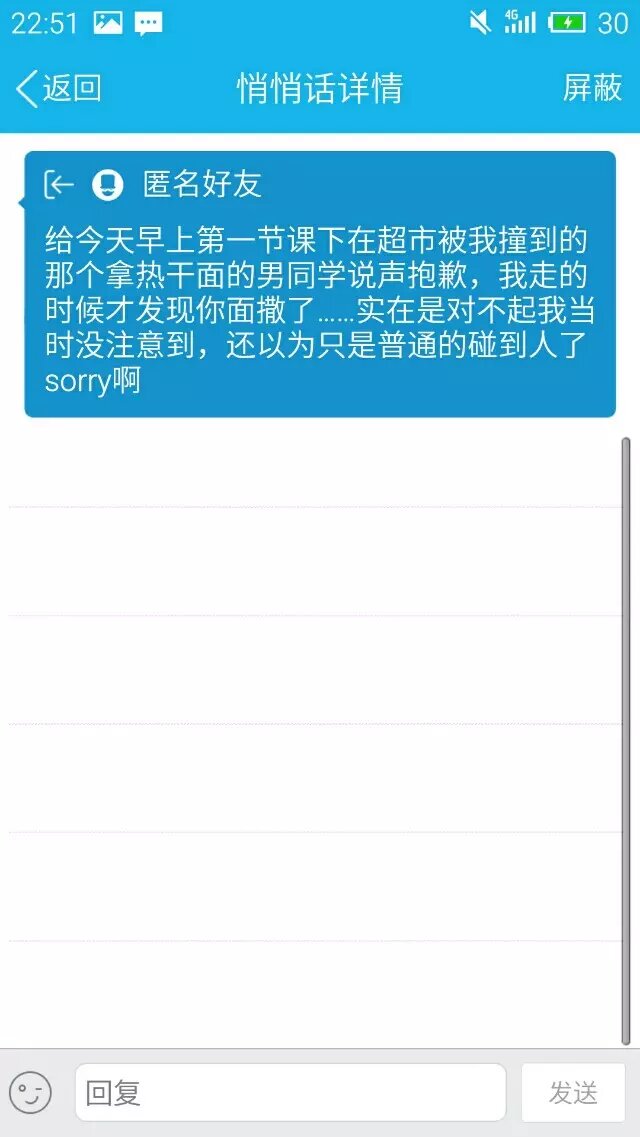 22:51
4G
30
返回
悄悄话详情
屏蔽
匿名好友
给今天早上第一节课下在超市被我撞到的
那个拿热干面的男同学说声抱歉，我走的
时候才发现你面撒了……实在是对不起我当
时没注意到，还以为只是普通的碰到人了
sorry啊
回复
发送